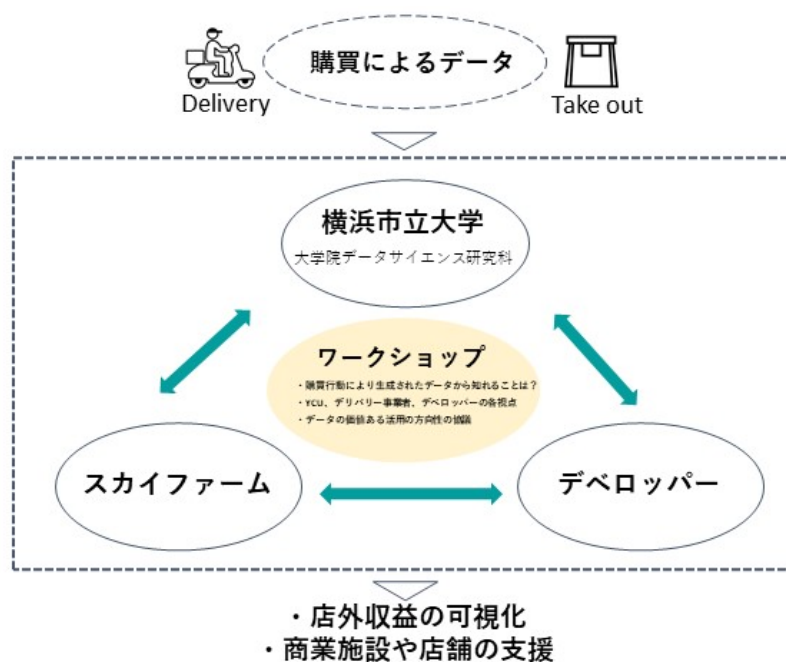 購買によるデータ
Delivery
Take out
横浜市立大学
大学院データサイエンス研究科
ワークショップ
・購買行動により生成されたデータから知れることは？
・YCU、デリバリー事業者、デベロッパーの各視点
・データの価値ある活用の方向性の協議
スカイファーム
デベロッパー
・店外収益の可視化
・商業施設や店舗の支援